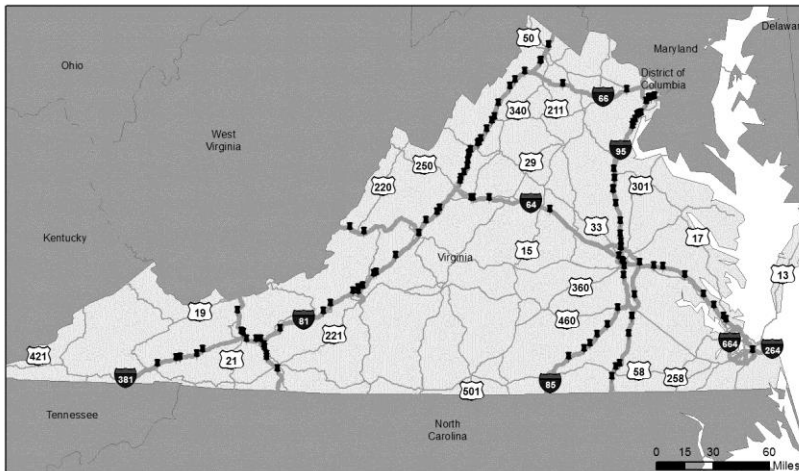 50
Delaware
Maryland
Ohio
District of
Columbia
66
340
211
West
Virginia
95
250
29
220
301
64
Kentucky
33
17
Virginia
15
13
360
19
81
460
221
664
264
421
21
381
58
258
501
85
Tennessee
North
Carolina
0 15 30 60
Miles